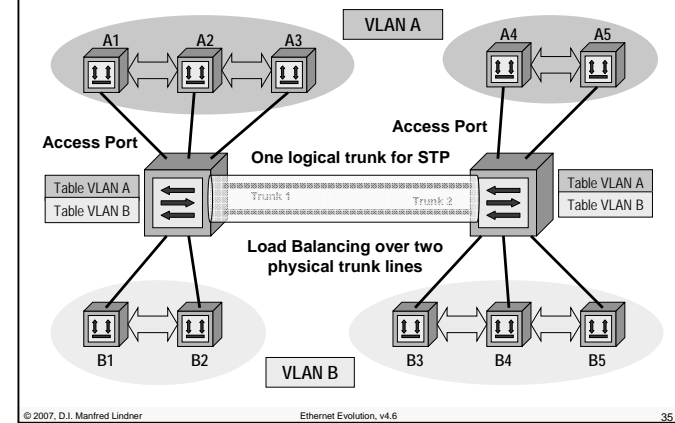 VLAN A
A1 A2 A3
A4 A5
Access Port
Access Port
One logical trunk for STP
Table VLAN A
Table VLAN B
Trunk 1
Trunk 2
Table VLAN A
Table VLAN B
Load Balancing over two
physical trunk lines
B1 B2
B3 B4 B5
VLAN B
© 2007, D.I. Manfred Lindner
Ethernet Evolution, v4.6
35